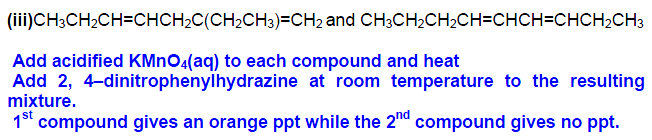 (iii)CH3CH2CH=CHCH2C(CH2CH3)=CH2 and CH3CH2CH2CH=CHCH=CHCH2CH3
Add acidified KMnO4(aq) to each compound and heat
Add 2, 4–dinitrophenylhydrazine at room temperature to the resulting
mixture.
1st compound gives an orange ppt while the 2nd compound gives no ppt.